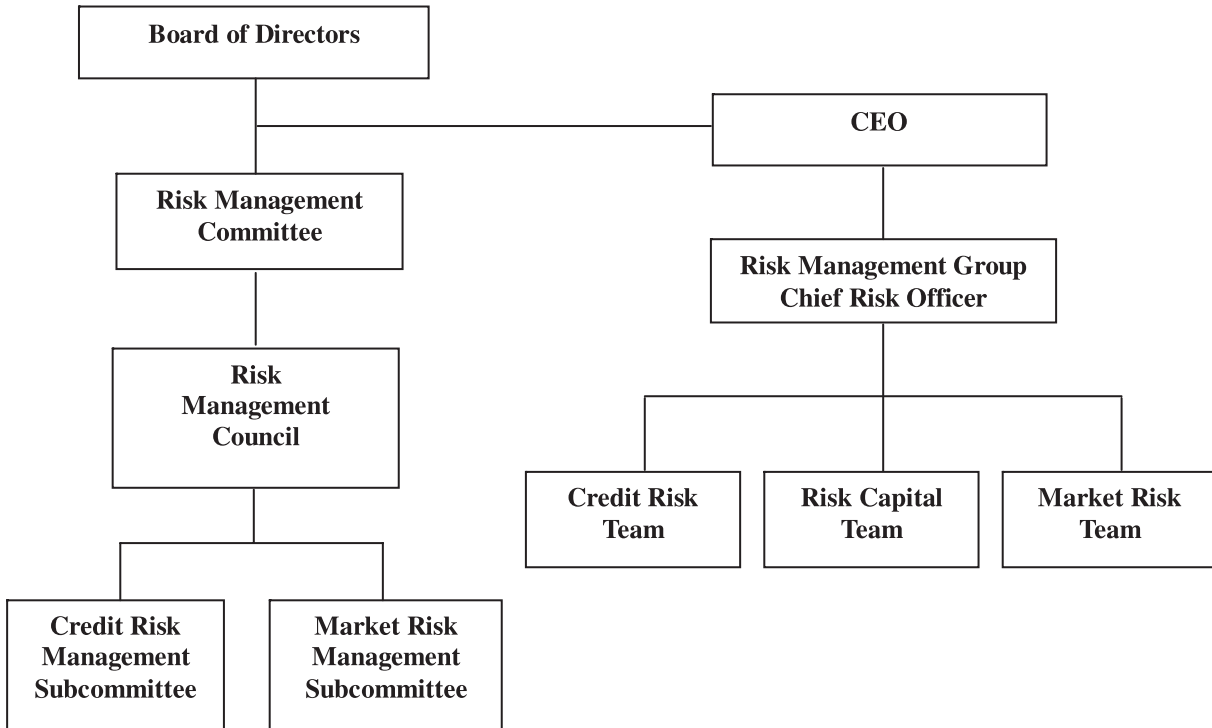 Board of Directors
CEO
Risk Management
Committee
Risk Management Group
Chief Risk Officer
Risk
Management
Council
Credit Risk
Team
Risk Capital
Team
Market Risk
Team
Credit Risk
Management
Subcommittee
Market Risk
Management
Subcommittee